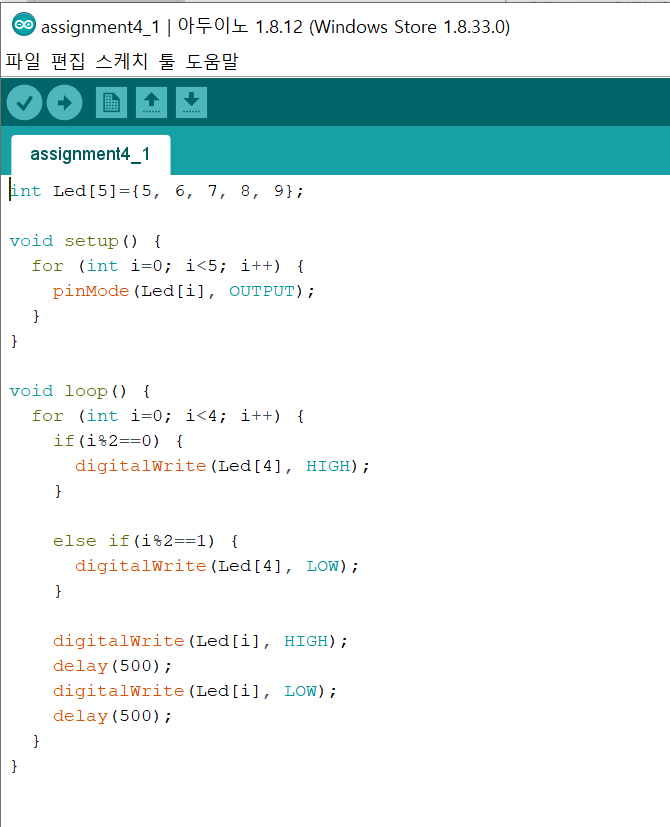 assignment4_1 | 아두이노 1.8.12 (Windows Store 1.8.33.0)
파일 편집 스케치 툴 도움말
assignment4_1
int Led[5]={5, 6, 7, 8, 9};
void setup() {
  for (int i=0; i<5; i++) {
    pinMode(Led[i], OUTPUT);
  }
}
void loop() {
  for (int i=0; i<4; i++) {
    if(i%2==0) {
      digitalWrite(Led[4], HIGH);
    }
    else if(i%2==1) {
      digitalWrite(Led[4], LOW);
    }
    digitalWrite(Led[i], HIGH);
    delay(500);
    digitalWrite(Led[i], LOW);
    delay(500);
  }
}